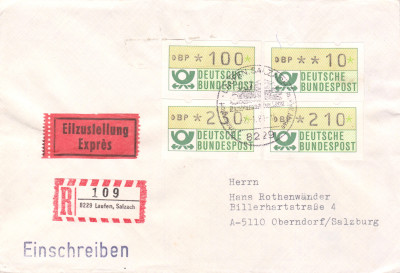 DBP **100
DEUTSCHE
BUNDESPOST
DBP ***10
DEUTSCHE
BUNDESPOST
DBP **230
DEUTSCHE
BUNDESPOST
DBP **210
DEUTSCHE
BUNDESPOST
8229
Eilzustellung
Exprès
R
109
8229 Laufen, Salzach
Einschreiben
Herrn
Hans Rothenwänder
Billerhartstraße 4
A-5110 Oberndorf/Salzburg